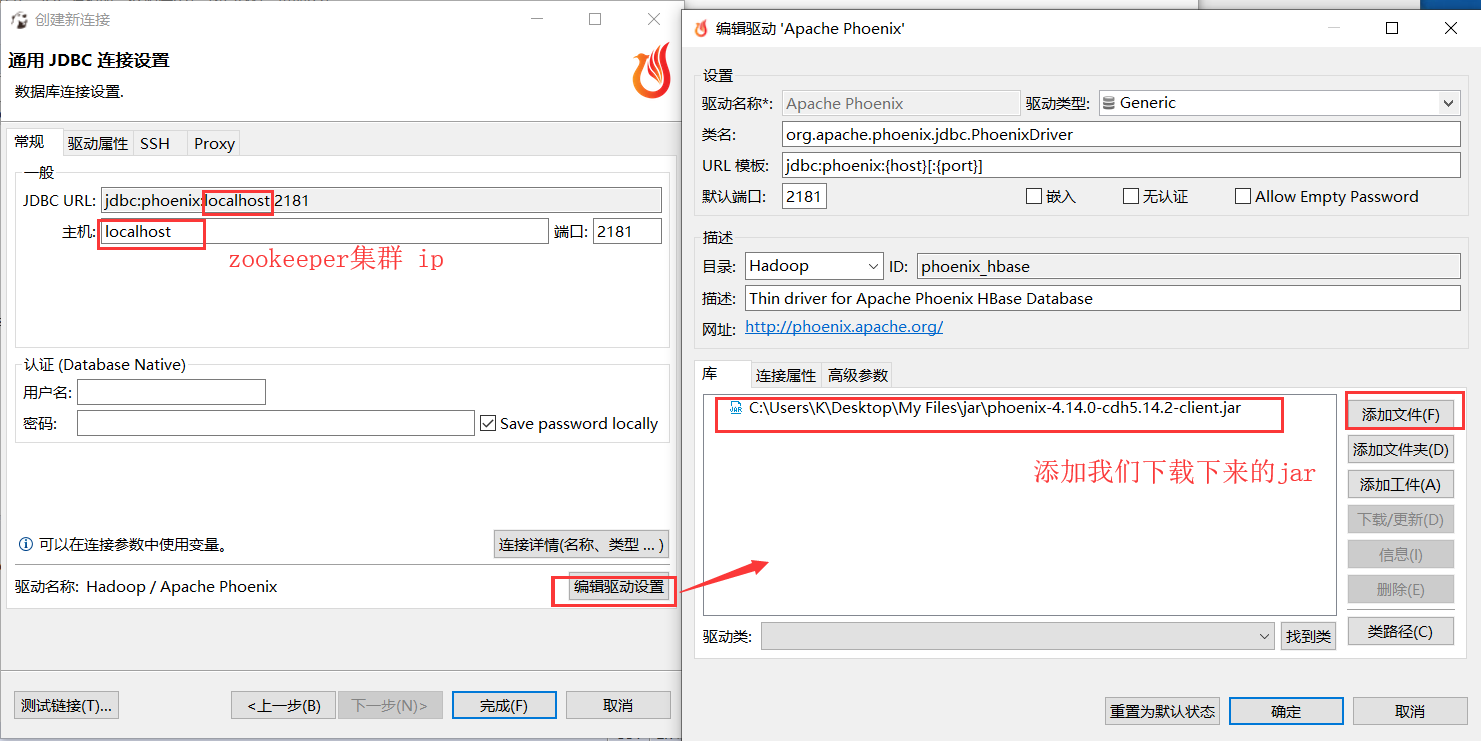 创建新连接
通用 JDBC 连接设置
数据库连接设置.
常规 驱动属性 SSH Proxy
一般
JDBC URL: jdbc:phoenix:localhost:2181
主机: localhost 端口: 2181
zookeeper集群 ip
认证 (Database Native)
用户名:
密码: Save password locally
可以在连接参数中使用变量。 连接详情(名称、类型 ... )
驱动名称: Hadoop / Apache Phoenix 编辑驱动设置
测试链接(T)... <上一步(B) 下一步(N)> 完成(F) 取消
编辑驱动 'Apache Phoenix'
设置
驱动名称*: Apache Phoenix 驱动类型: Generic
类名: org.apache.phoenix.jdbc.PhoenixDriver
URL 模板: jdbc:phoenix:{host}[:{port}]
默认端口: 2181 嵌入 无认证 Allow Empty Password
描述
目录: Hadoop ID: phoenix_hbase
描述: Thin driver for Apache Phoenix HBase Database
网址: http://phoenix.apache.org/
库 连接属性 高级参数
C:\Users\K\Desktop\My Files\jar\phoenix-4.14.0-cdh5.14.2-client.jar
添加我们下载下来的jar
添加文件(F)
添加文件夹(D)
添加工件(A)
下载/更新(D)
信息(I)
删除(E)
类路径(C)
驱动类: 找到类
重置为默认状态 确定 取消